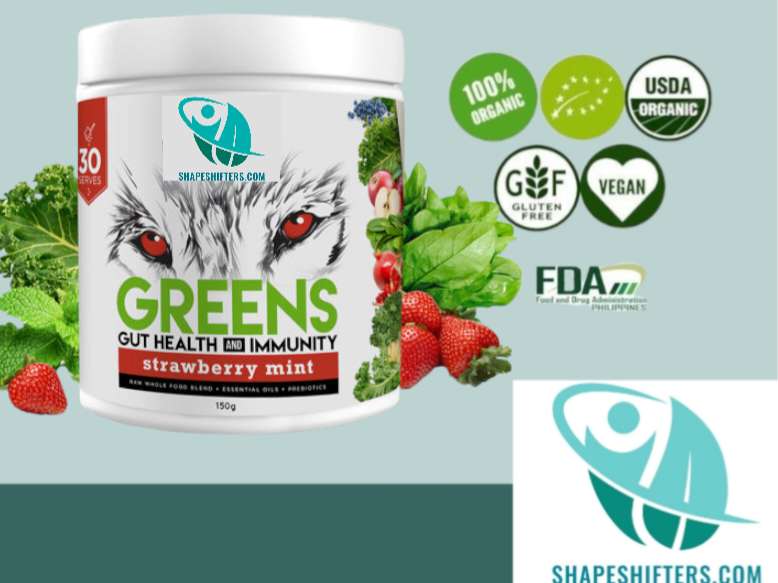 30
SERVES
SHAPESHIFTERS.COM
GREENS
GUT HEALTH AND IMMUNITY
strawberry mint
RAW WHOLE FOOD BLEND • ESSENTIAL OILS • PREBIOTICS
150g
100%
ORGANIC
USDA
ORGANIC
GF
GLUTEN
FREE
VEGAN
FDA
Food and Drug Administration
PHILIPPINES
SHAPESHIFTERS.COM